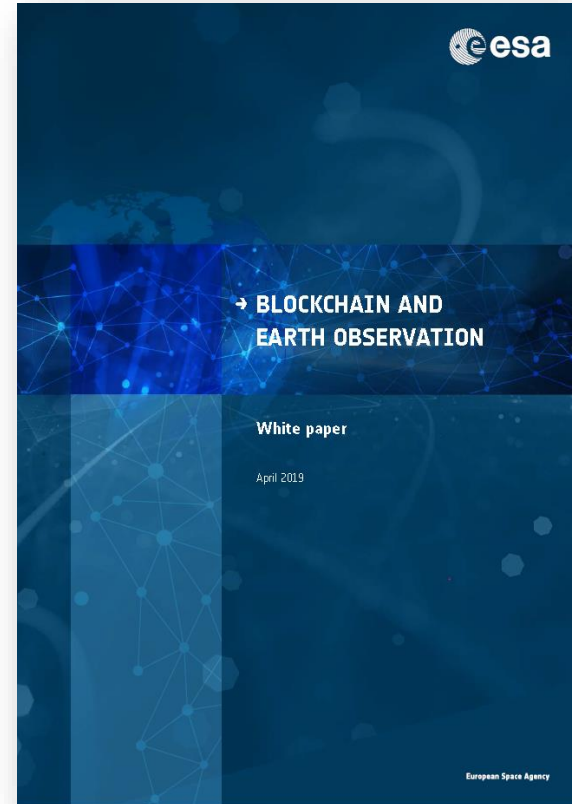 esa
→ BLOCKCHAIN AND
EARTH OBSERVATION
White paper
April 2019
European Space Agency